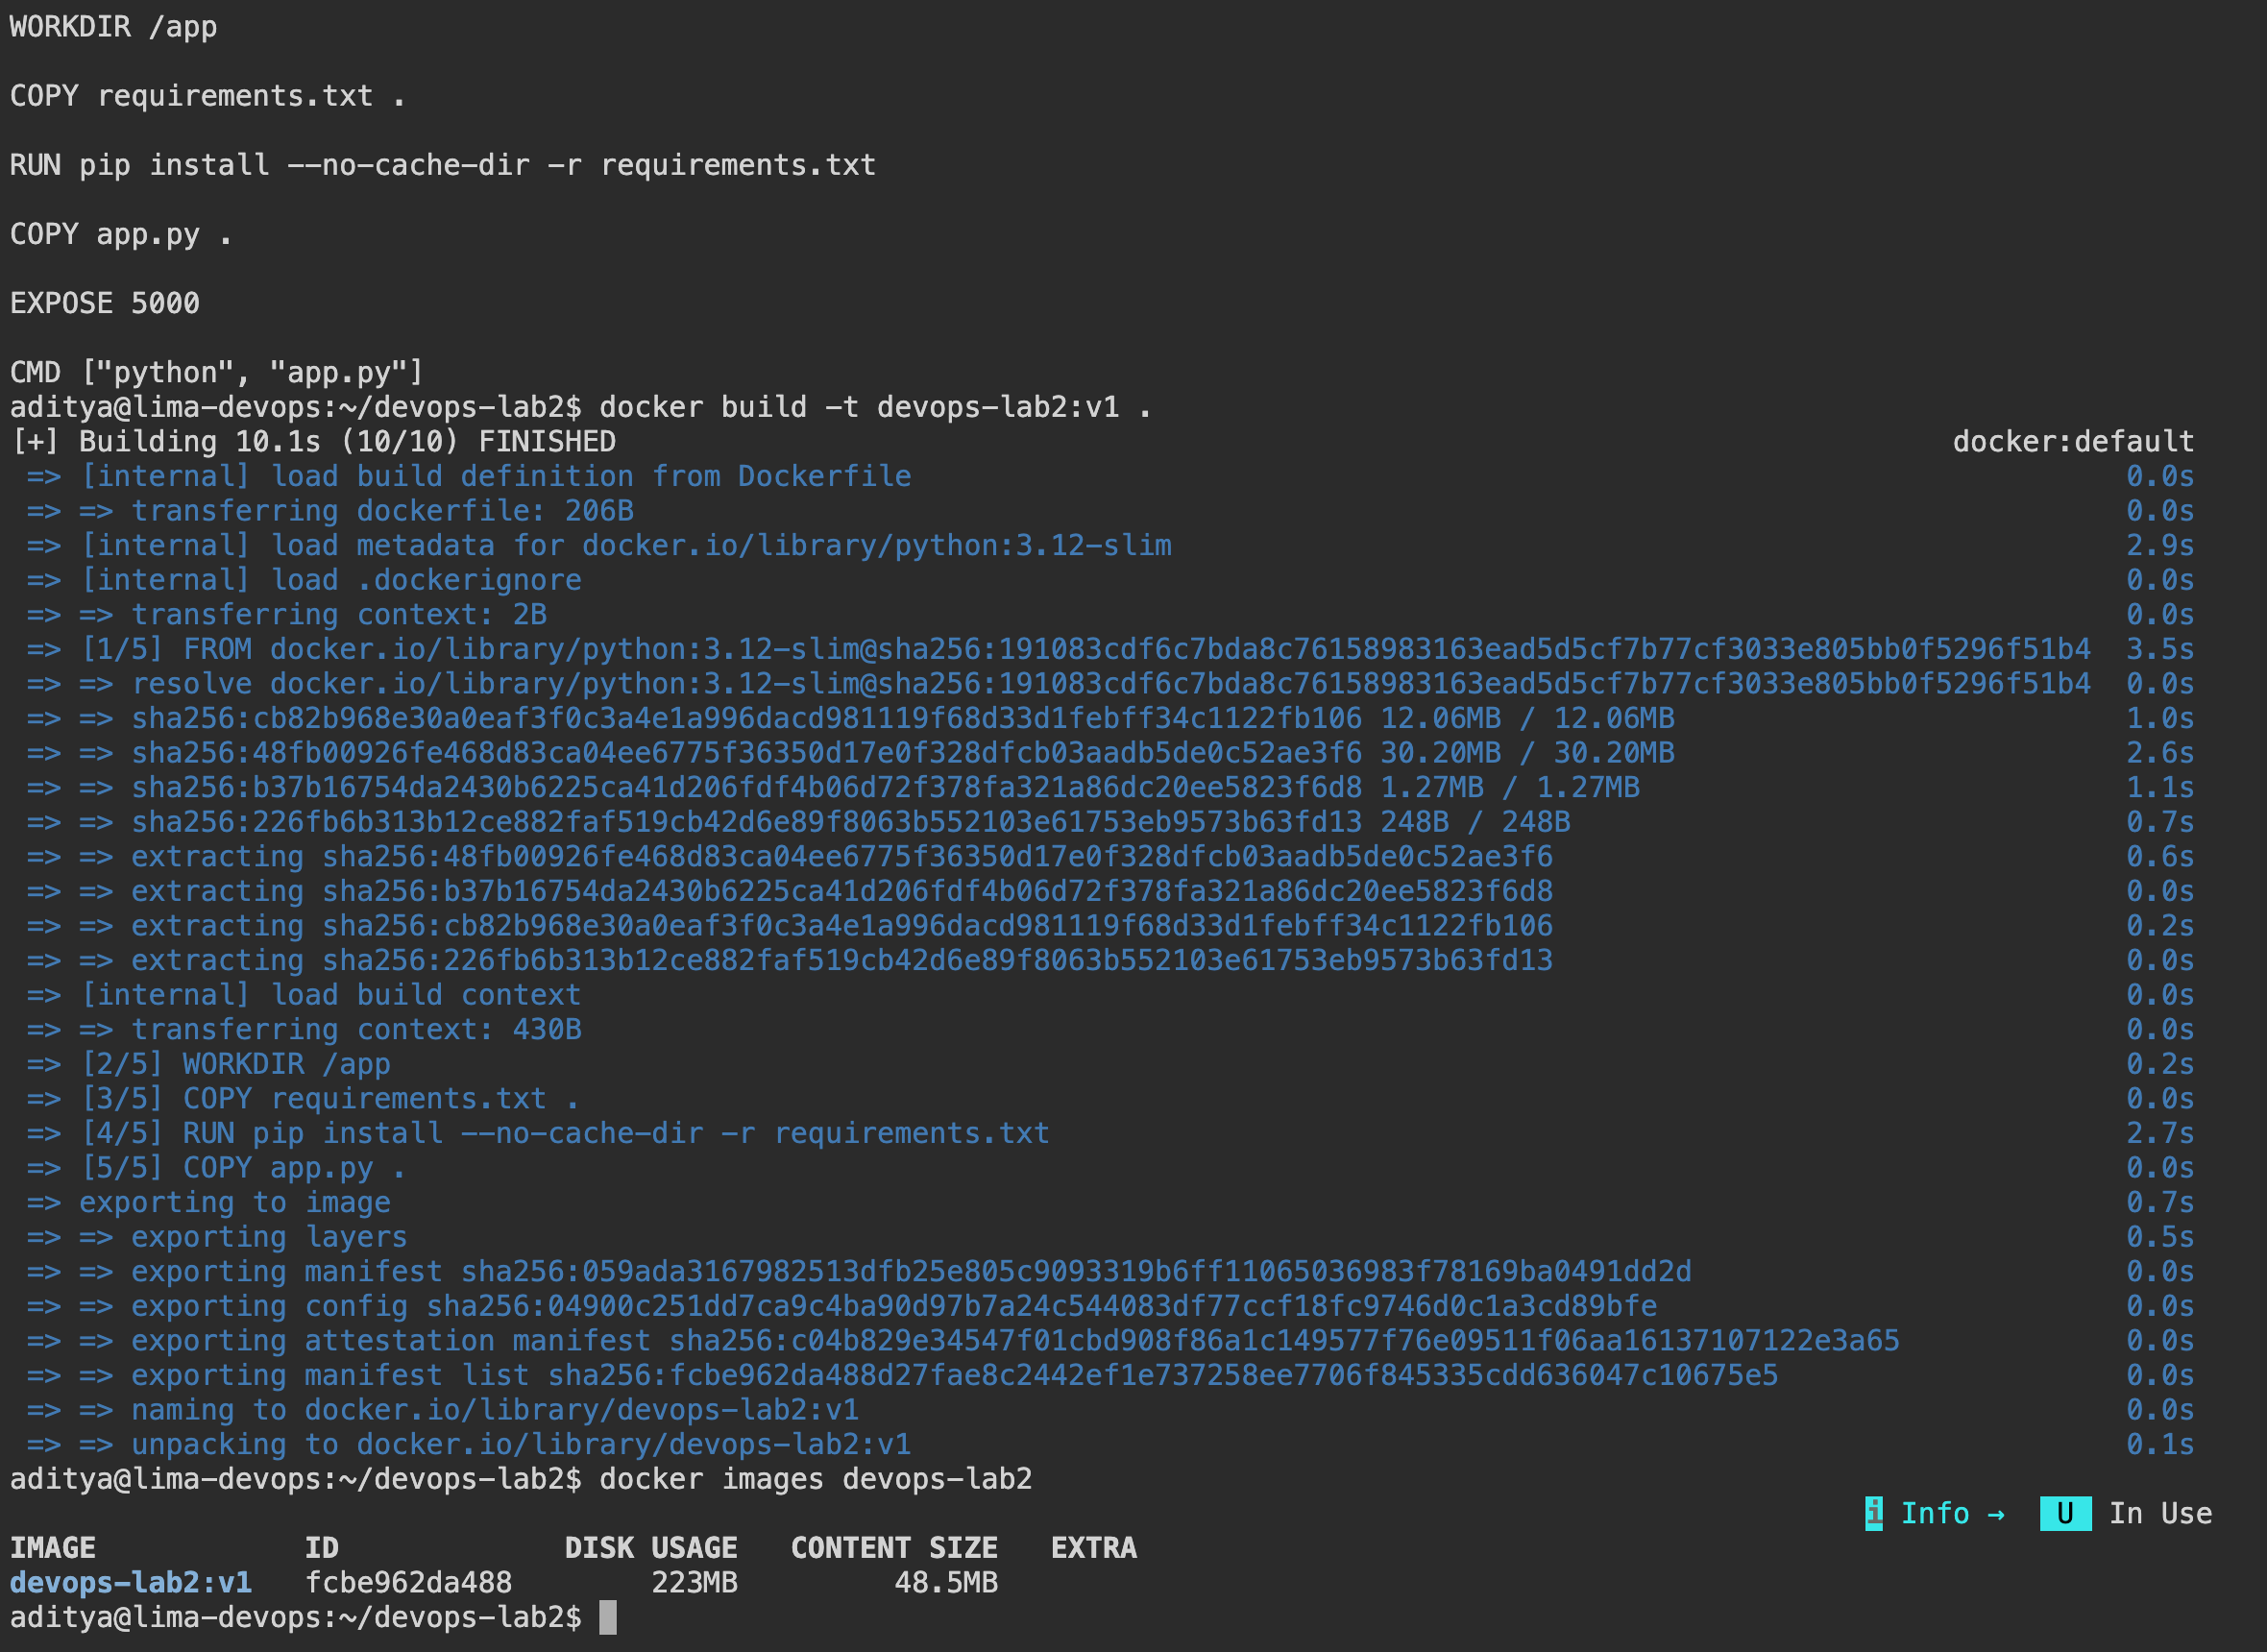 WORKDIR /app
COPY requirements.txt .
RUN pip install --no-cache-dir -r requirements.txt
COPY app.py .
EXPOSE 5000
CMD ["python", "app.py"]
aditya@lima-devops:~/devops-lab2$ docker build -t devops-lab2:v1 .
[+] Building 10.1s (10/10) FINISHED docker:default
=> [internal] load build definition from Dockerfile 0.0s
=> => transferring dockerfile: 206B 0.0s
=> [internal] load metadata for docker.io/library/python:3.12-slim 2.9s
=> [internal] load .dockerignore 0.0s
=> => transferring context: 2B 0.0s
=> [1/5] FROM docker.io/library/python:3.12-slim@sha256:191083cdf6c7bda8c76158983163ead5d5cf7b77cf3033e805bb0f5296f51b4 3.5s
=> => resolve docker.io/library/python:3.12-slim@sha256:191083cdf6c7bda8c76158983163ead5d5cf7b77cf3033e805bb0f5296f51b4 0.0s
=> => sha256:cb82b968e30a0eaf3f0c3a4e1a996dacd981119f68d33d1febff34c1122fb106 12.06MB / 12.06MB 1.0s
=> => sha256:48fb00926fe468d83ca04ee6775f36350d17e0f328dfcb03aadb5de0c52ae3f6 30.20MB / 30.20MB 2.6s
=> => sha256:b37b16754da2430b6225ca41d206fdf4b06d72f378fa321a86dc20ee5823f6d8 1.27MB / 1.27MB 1.1s
=> => sha256:226fb6b313b12ce882faf519cb42d6e89f8063b552103e61753eb9573b63fd13 248B / 248B 0.7s
=> => extracting sha256:48fb00926fe468d83ca04ee6775f36350d17e0f328dfcb03aadb5de0c52ae3f6 0.6s
=> => extracting sha256:b37b16754da2430b6225ca41d206fdf4b06d72f378fa321a86dc20ee5823f6d8 0.0s
=> => extracting sha256:cb82b968e30a0eaf3f0c3a4e1a996dacd981119f68d33d1febff34c1122fb106 0.2s
=> => extracting sha256:226fb6b313b12ce882faf519cb42d6e89f8063b552103e61753eb9573b63fd13 0.0s
=> [internal] load build context 0.0s
=> => transferring context: 430B 0.0s
=> [2/5] WORKDIR /app 0.2s
=> [3/5] COPY requirements.txt . 0.0s
=> [4/5] RUN pip install --no-cache-dir -r requirements.txt 2.7s
=> [5/5] COPY app.py . 0.0s
=> exporting to image 0.7s
=> => exporting layers 0.5s
=> => exporting manifest sha256:059ada3167982513dfb25e805c9093319b6ff11065036983f78169ba0491dd2d 0.0s
=> => exporting config sha256:04900c251dd7ca9c4ba90d97b7a24c544083df77ccf18fc9746d0c1a3cd89bfe 0.0s
=> => exporting attestation manifest sha256:c04b829e34547f01cbd908f86a1c149577f76e09511f06aa16137107122e3a65 0.0s
=> => exporting manifest list sha256:fcbe962da488d27fae8c2442ef1e737258ee7706f845335cdd636047c10675e5 0.0s
=> => naming to docker.io/library/devops-lab2:v1 0.0s
=> => unpacking to docker.io/library/devops-lab2:v1 0.1s
aditya@lima-devops:~/devops-lab2$ docker images devops-lab2
i Info → U In Use
IMAGE ID DISK USAGE CONTENT SIZE EXTRA
devops-lab2:v1 fcbe962da488 223MB 48.5MB
aditya@lima-devops:~/devops-lab2$